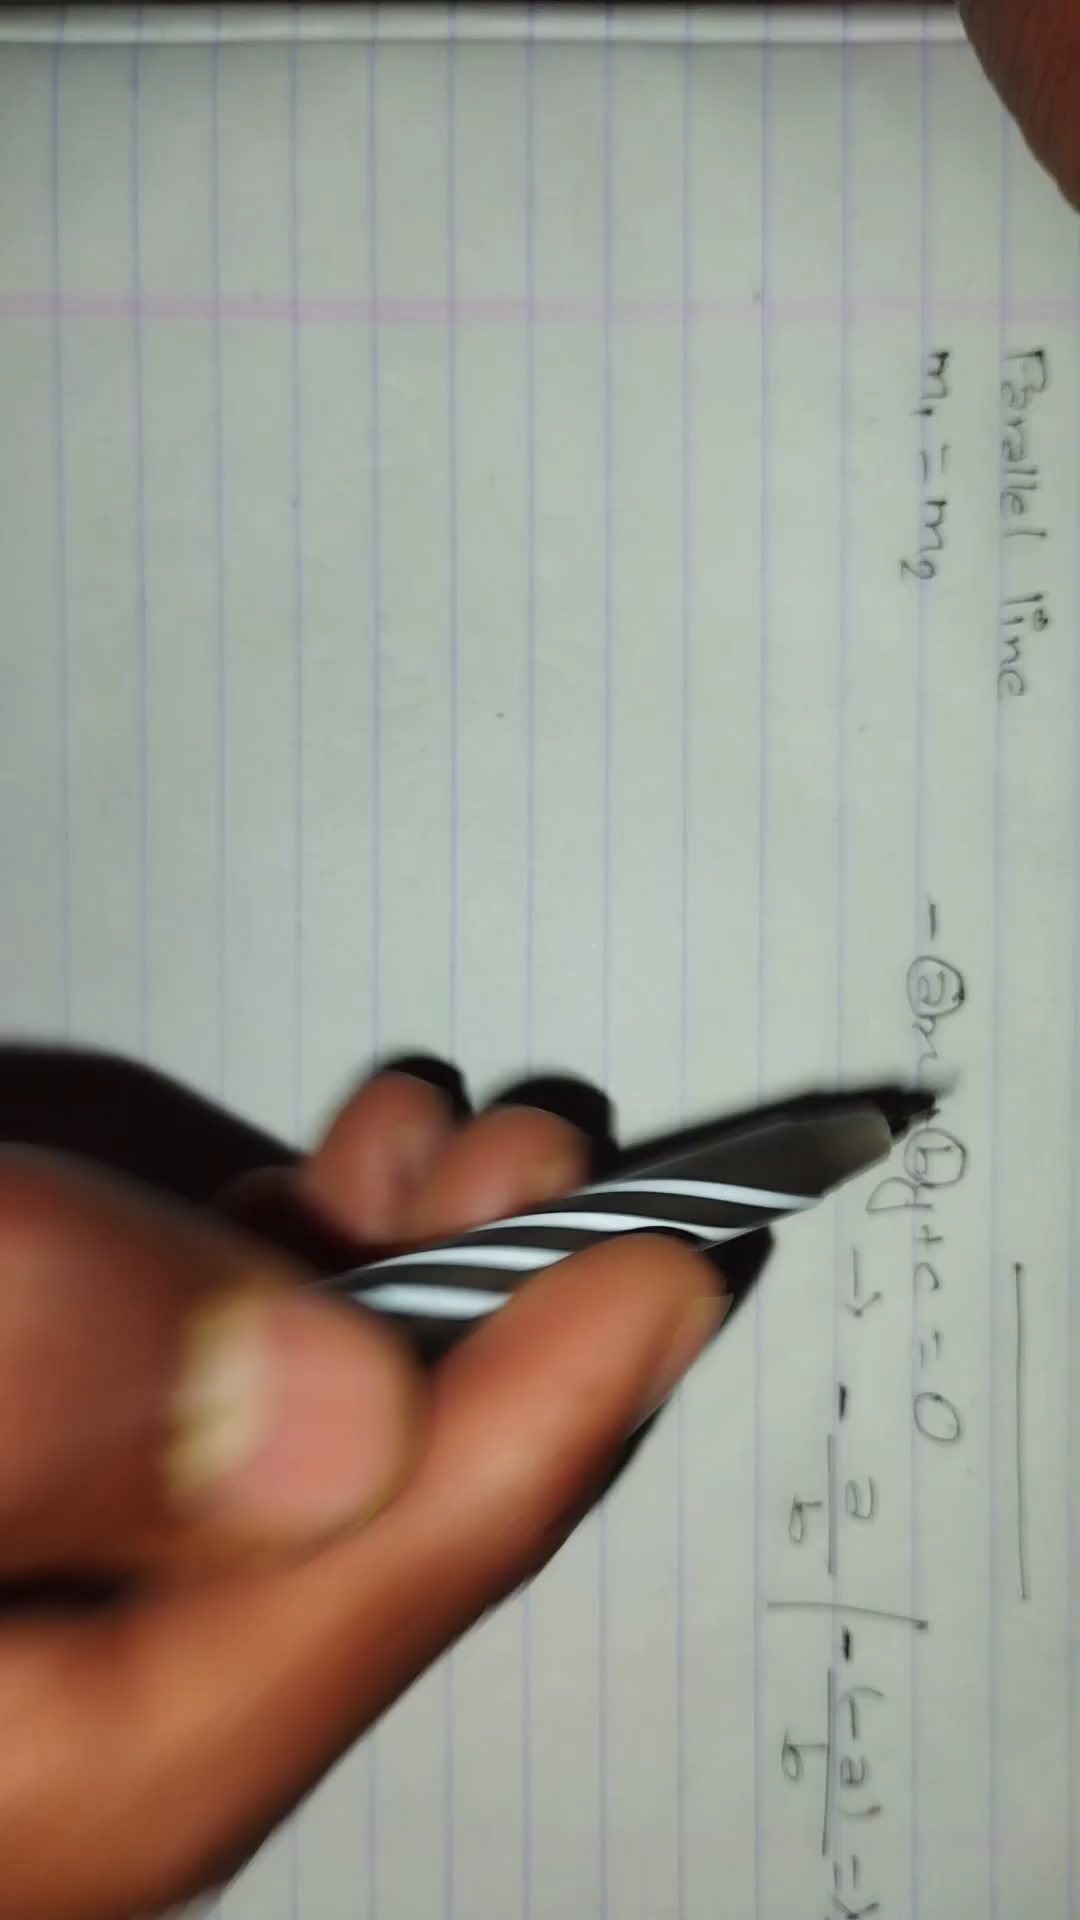 Parallel line
m₁ = m₂
-ax + by + c = 0
→ - a/b | - (-a)/b =